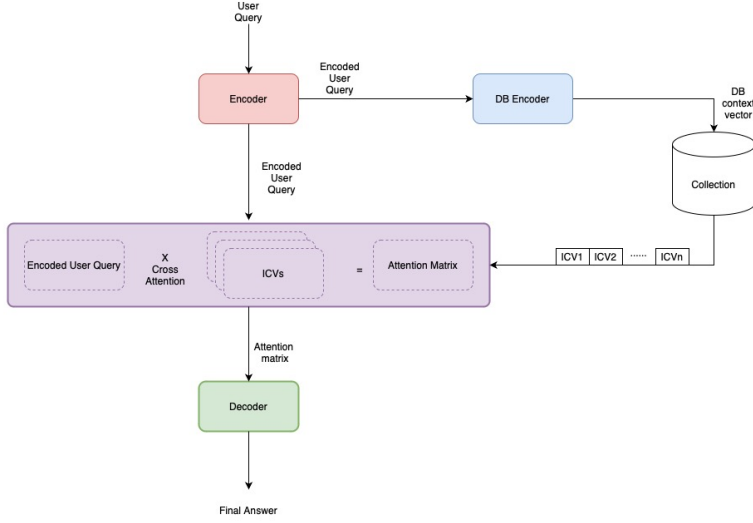 User
Query
Encoder
Encoded
User
Query
DB Encoder
DB
context
vector
Collection
Encoded
User
Query
Encoded User Query
X
Cross
Attention
ICVs
=
Attention Matrix
ICV1 ICV2 ...... ICVn
Attention
matrix
Decoder
Final Answer